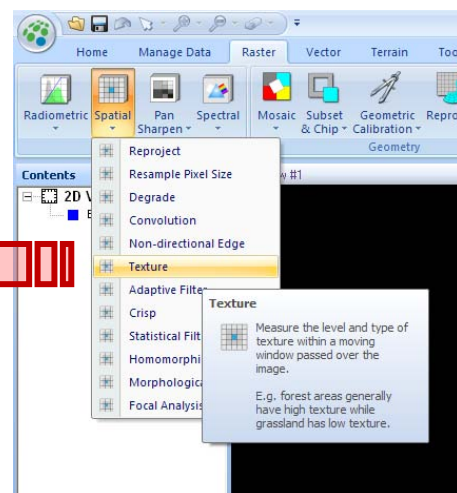 Home Manage Data Raster Vector Terrain
Radiometric Spatial Pan Sharpen Spectral Mosaic Subset & Chip Geometric Calibration
Geometry
Contents #1
2D
Reproject
Resample Pixel Size
Degrade
Convolution
Non-directional Edge
Texture
Adaptive Filter
Crisp
Statistical Filt
Homomorphi
Morphologica
Focal Analysis
Texture
Measure the level and type of
texture within a moving
window passed over the
image.
E.g. forest areas generally
have high texture while
grassland has low texture.